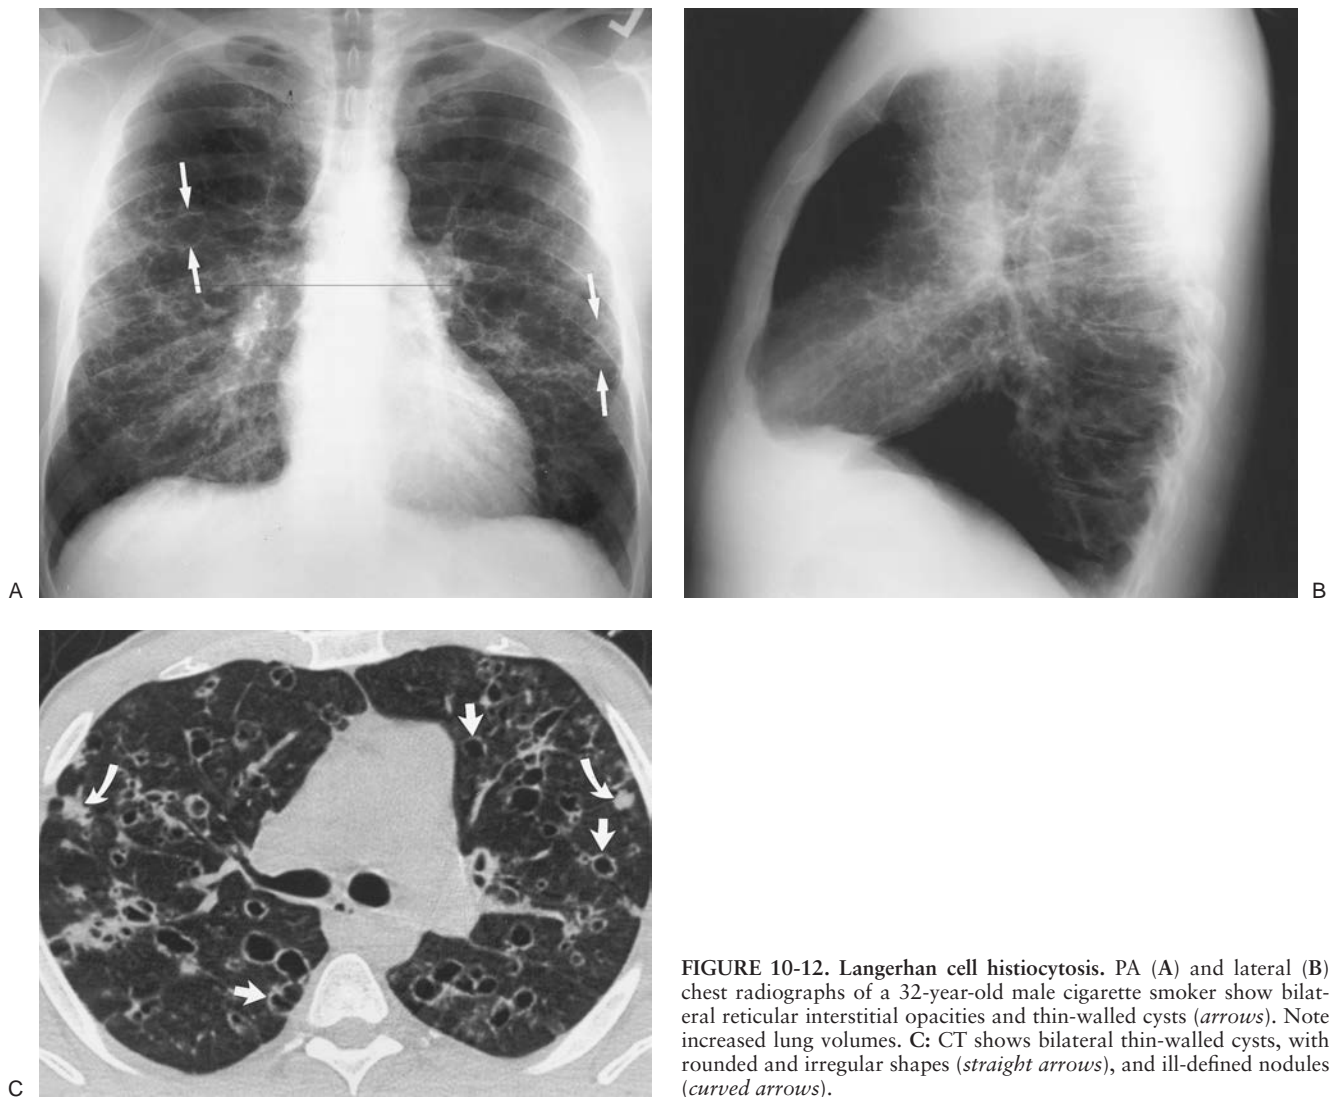 A
B
C
FIGURE 10-12. Langerhan cell histiocytosis. PA (A) and lateral (B)
chest radiographs of a 32-year-old male cigarette smoker show bilat-
eral reticular interstitial opacities and thin-walled cysts (arrows). Note
increased lung volumes. C: CT shows bilateral thin-walled cysts, with
rounded and irregular shapes (straight arrows), and ill-defined nodules
(curved arrows).